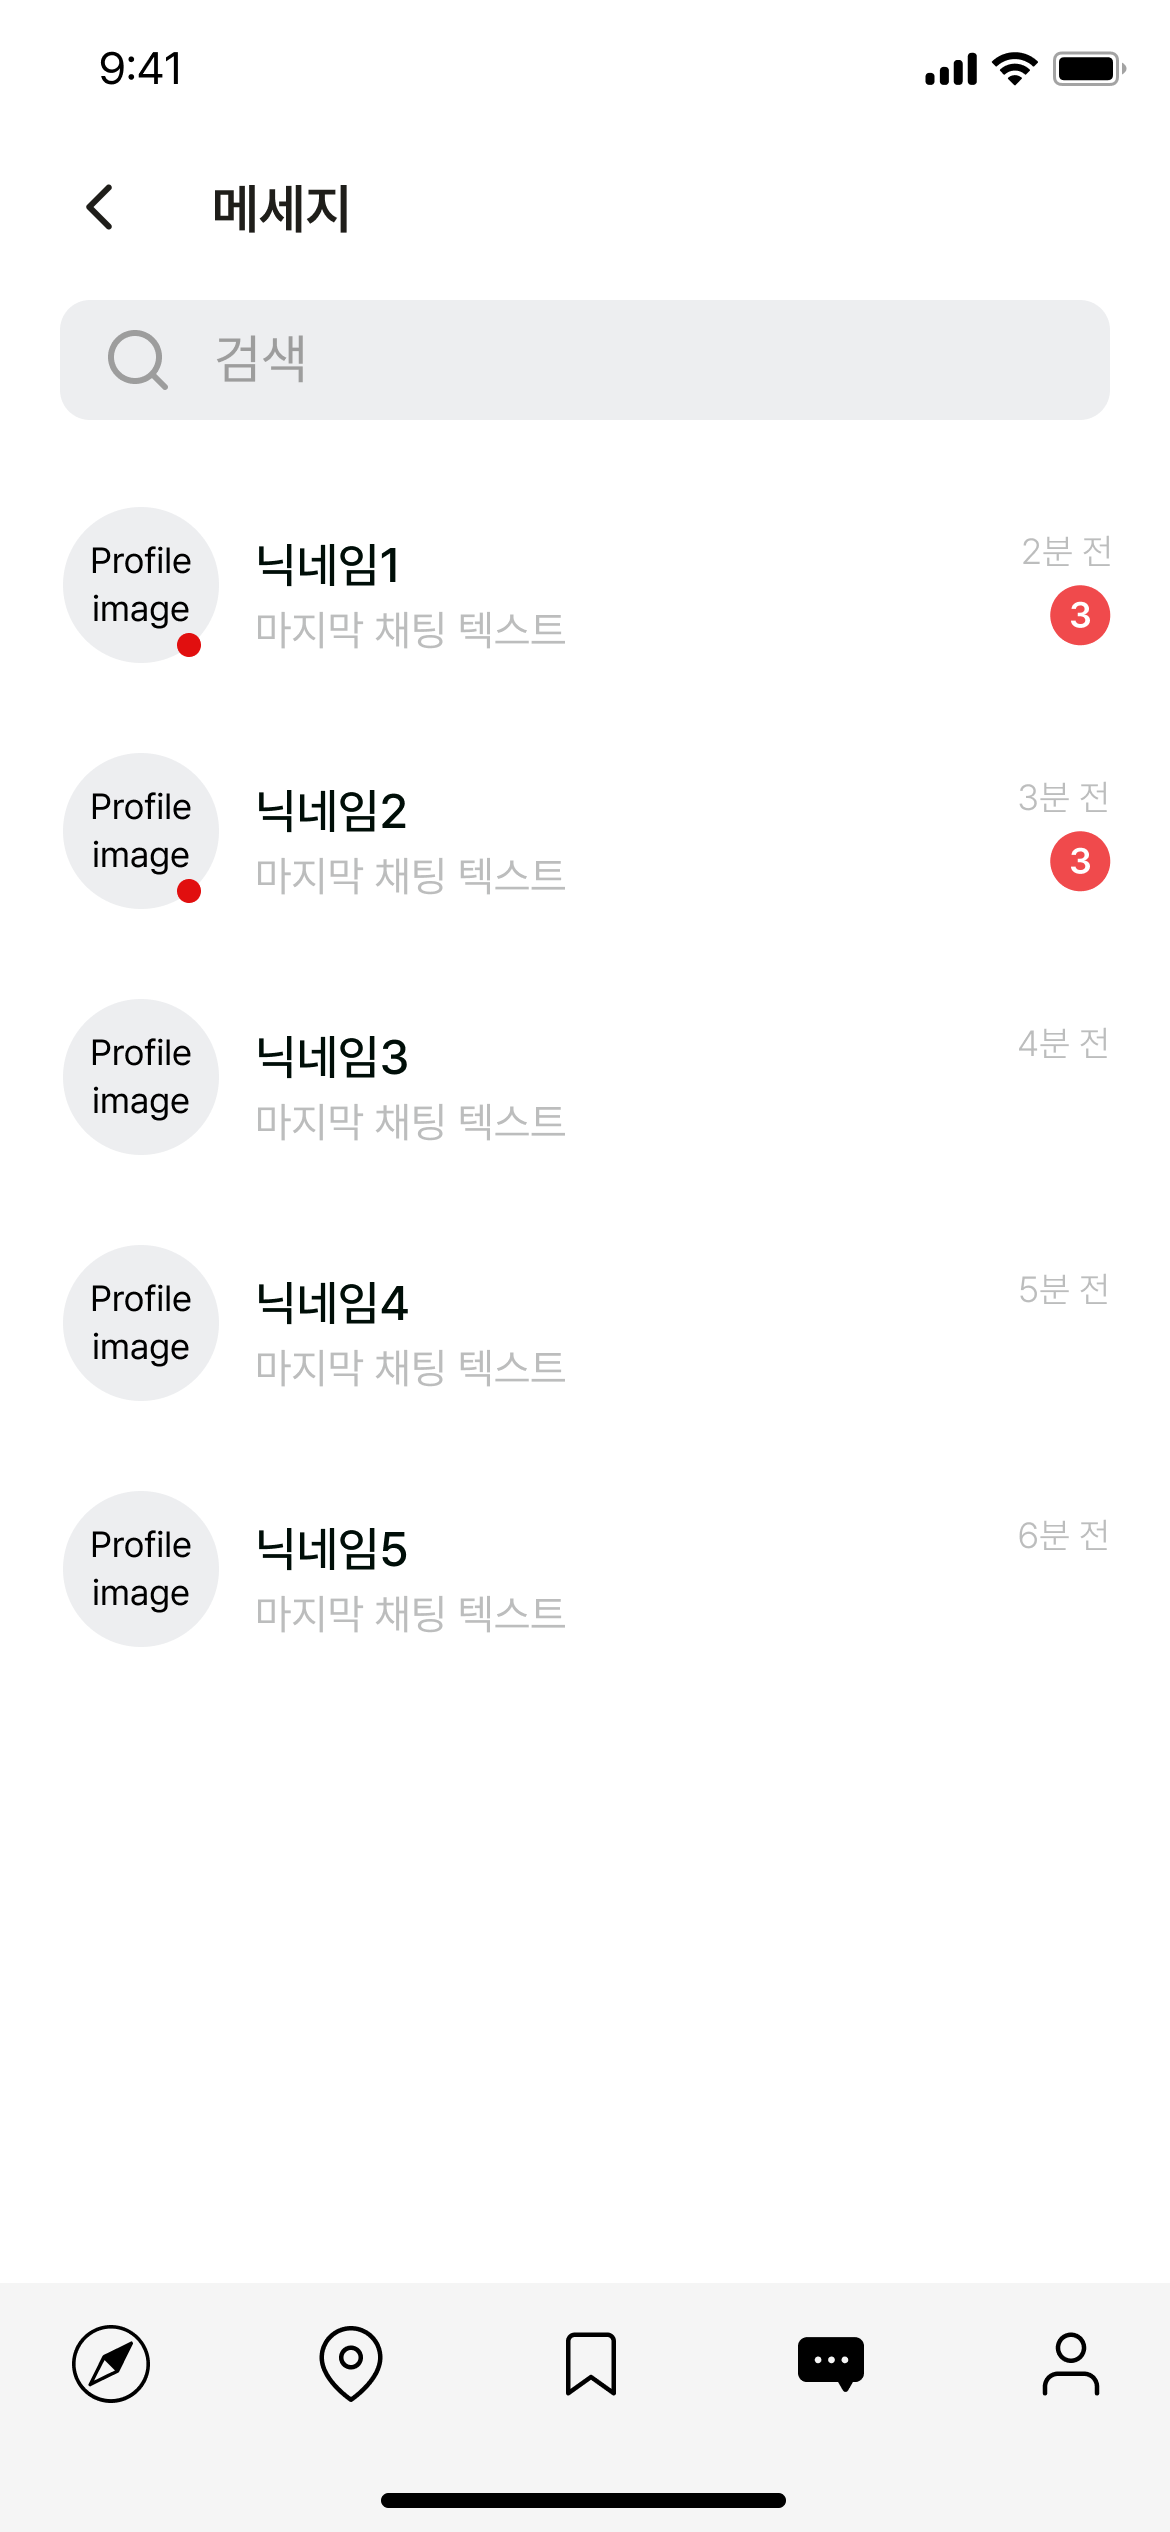 9:41
메세지
검색
Profile
image
닉네임1
마지막 채팅 텍스트
2분 전
3
Profile
image
닉네임2
마지막 채팅 텍스트
3분 전
3
Profile
image
닉네임3
마지막 채팅 텍스트
4분 전
Profile
image
닉네임4
마지막 채팅 텍스트
5분 전
Profile
image
닉네임5
마지막 채팅 텍스트
6분 전